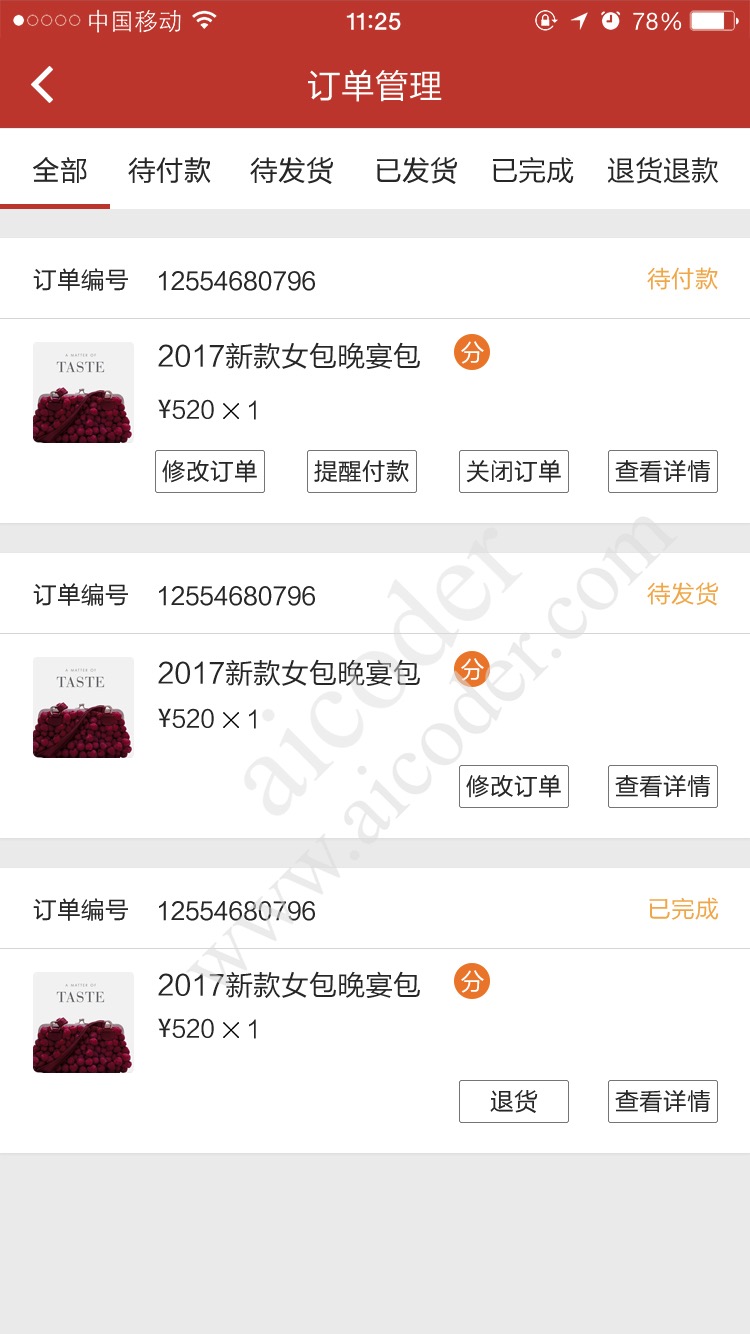 中国移动 11:25 78%
订单管理
全部 待付款 待发货 已发货 已完成 退货退款
订单编号 12554680796 待付款
A MATTER OF
TASTE
2017新款女包晚宴包 分
¥520 × 1
修改订单 提醒付款 关闭订单 查看详情
订单编号 12554680796 待发货
A MATTER OF
TASTE
2017新款女包晚宴包 分
¥520 × 1
修改订单 查看详情
订单编号 12554680796 已完成
A MATTER OF
TASTE
2017新款女包晚宴包 分
¥520 × 1
退货 查看详情
aicoder
www.aicoder.com